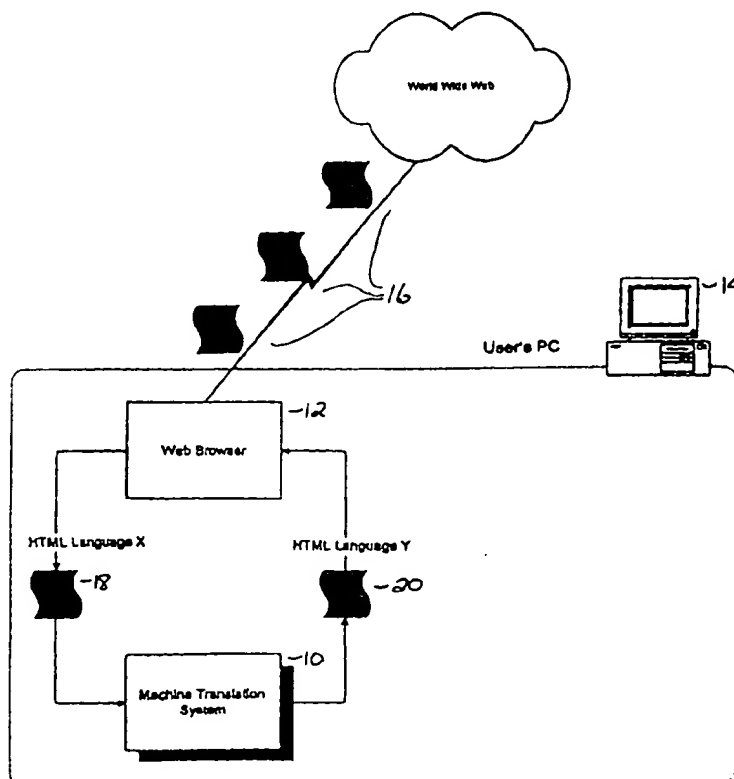 World Wide Web
16
14
User's PC
12
Web Browser
HTML Language X
HTML Language Y
18
20
10
Machine Translation
System